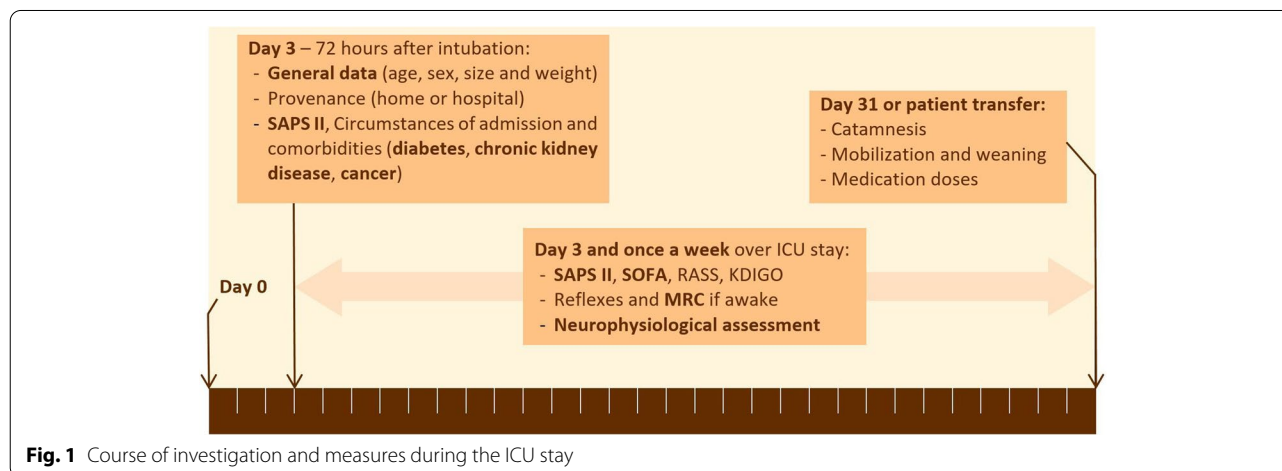 Day 3 – 72 hours after intubation:
- General data (age, sex, size and weight)
- Provenance (home or hospital)
- SAPS II, Circumstances of admission and
comorbidities (diabetes, chronic kidney
disease, cancer)
Day 31 or patient transfer:
- Catamnesis
- Mobilization and weaning
- Medication doses
Day 3 and once a week over ICU stay:
- SAPS II, SOFA, RASS, KDIGO
- Reflexes and MRC if awake
- Neurophysiological assessment
Day 0
Fig. 1 Course of investigation and measures during the ICU stay